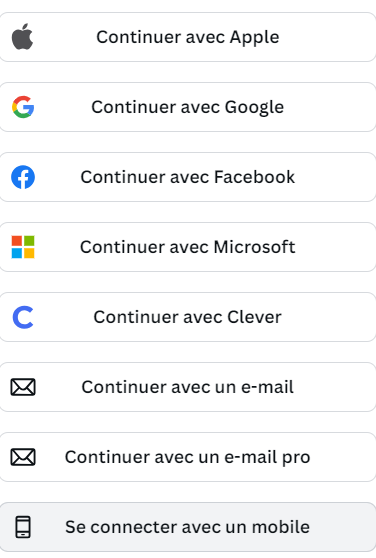 Continuer avec Apple
Continuer avec Google
Continuer avec Facebook
Continuer avec Microsoft
Continuer avec Clever
Continuer avec un e-mail
Continuer avec un e-mail pro
Se connecter avec un mobile